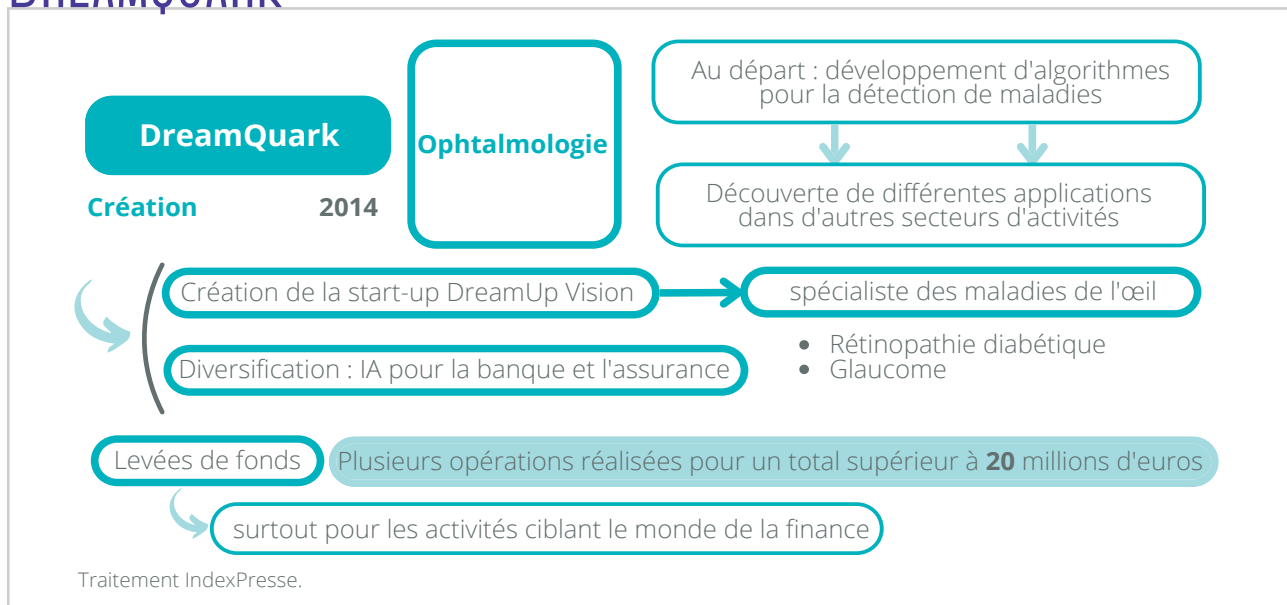 DREAMQUARK
DreamQuark
Création 2014
Ophtalmologie
Au départ : développement d'algorithmes
pour la détection de maladies
Découverte de différentes applications
dans d'autres secteurs d'activités
Création de la start-up DreamUp Vision
spécialiste des maladies de l'œil
• Rétinopathie diabétique
• Glaucome
Diversification : IA pour la banque et l'assurance
Levées de fonds
Plusieurs opérations réalisées pour un total supérieur à 20 millions d'euros
surtout pour les activités ciblant le monde de la finance
Traitement IndexPresse.